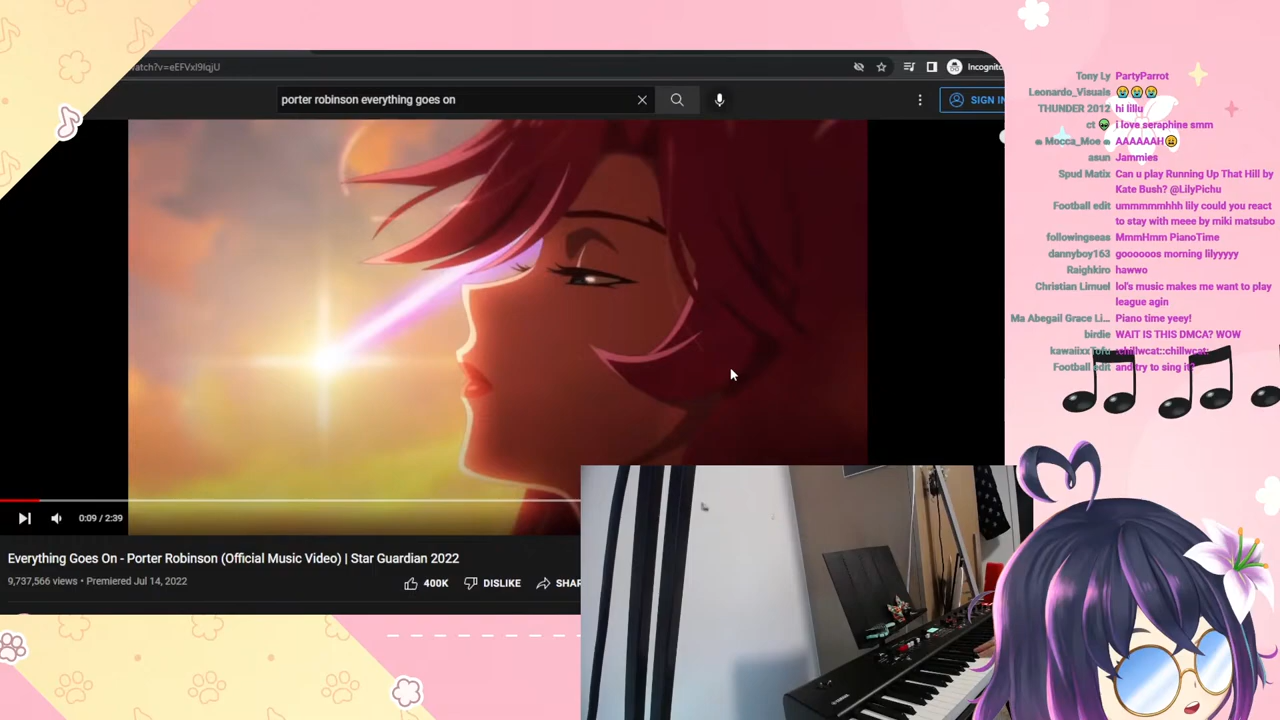 watch?v=eEFVxl9IqjU
Incognito
porter robinson everything goes on
SIGN IN
0:09 / 2:39
Everything Goes On - Porter Robinson (Official Music Video) | Star Guardian 2022
9,737,566 views • Premiered Jul 14, 2022
400K
DISLIKE
SHAR
YAMAHA
Tony Ly PartyParrot
Leonardo_Visuals 😭😭😭
THUNDER 2012 hi lillu
ct i love seraphine smm
Mocca_Moe AAAAAAH😩
asun Jammies
Spud Matix Can u play Running Up That Hill by
Kate Bush? @LilyPichu
Football edit ummmmmhhh lily could you react
to stay with meee by miki matsubo
followingseas MmmHmm PianoTime
dannyboy163 goooooos morning lilyyyyy
Raighkiro hawwo
Christian Limuel lol's music makes me want to play
league agin
Ma Abegail Grace Li... Piano time yeey!
birdie WAIT IS THIS DMCA? WOW
kawaiixxTofu :chillwcat::chillwcat:
Football edit and try to sing it?